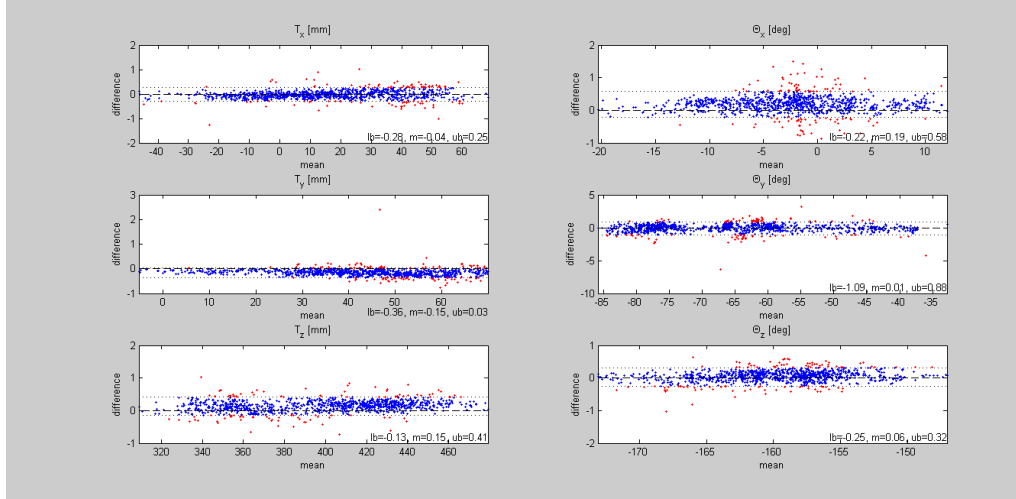 T_x [mm]
2
1
0
-1
-2
difference
-40 -30 -20 -10 0 10 20 30 40 50 60
mean
lb=-0.28, m=-0.04, ub=0.25
Θ_x [deg]
2
1
0
-1
difference
-20 -15 -10 -5 0 5 10
mean
lb=-0.22, m=0.19, ub=0.58
T_y [mm]
3
2
1
0
-1
difference
0 10 20 30 40 50 60 70
mean
lb=-0.36, m=-0.15, ub=0.03
Θ_y [deg]
5
0
-5
-10
difference
-85 -80 -75 -70 -65 -60 -55 -50 -45 -40 -35
mean
lb=-1.09, m=0.01, ub=0.88
T_z [mm]
2
1
0
-1
difference
320 340 360 380 400 420 440 460
mean
lb=-0.13, m=0.15, ub=0.41
Θ_z [deg]
1
0
1
2
difference
-170 -165 -160 -155 -150
mean
lb=-0.25, m=0.06, ub=0.32